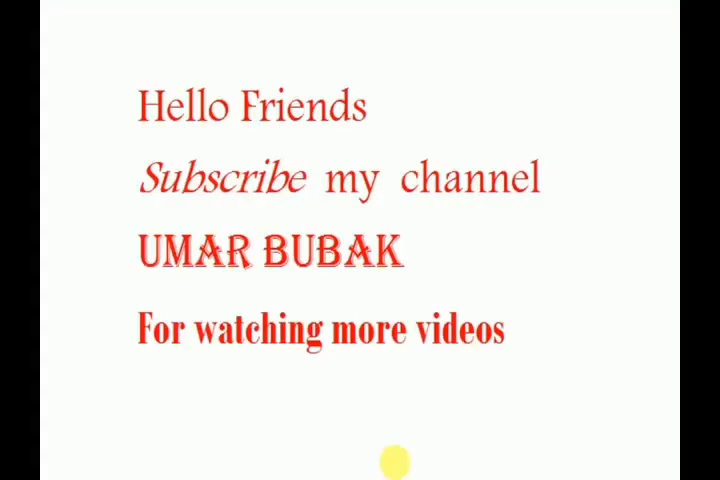 Hello Friends
Subscribe my channel
UMAR BUBAK
For watching more videos